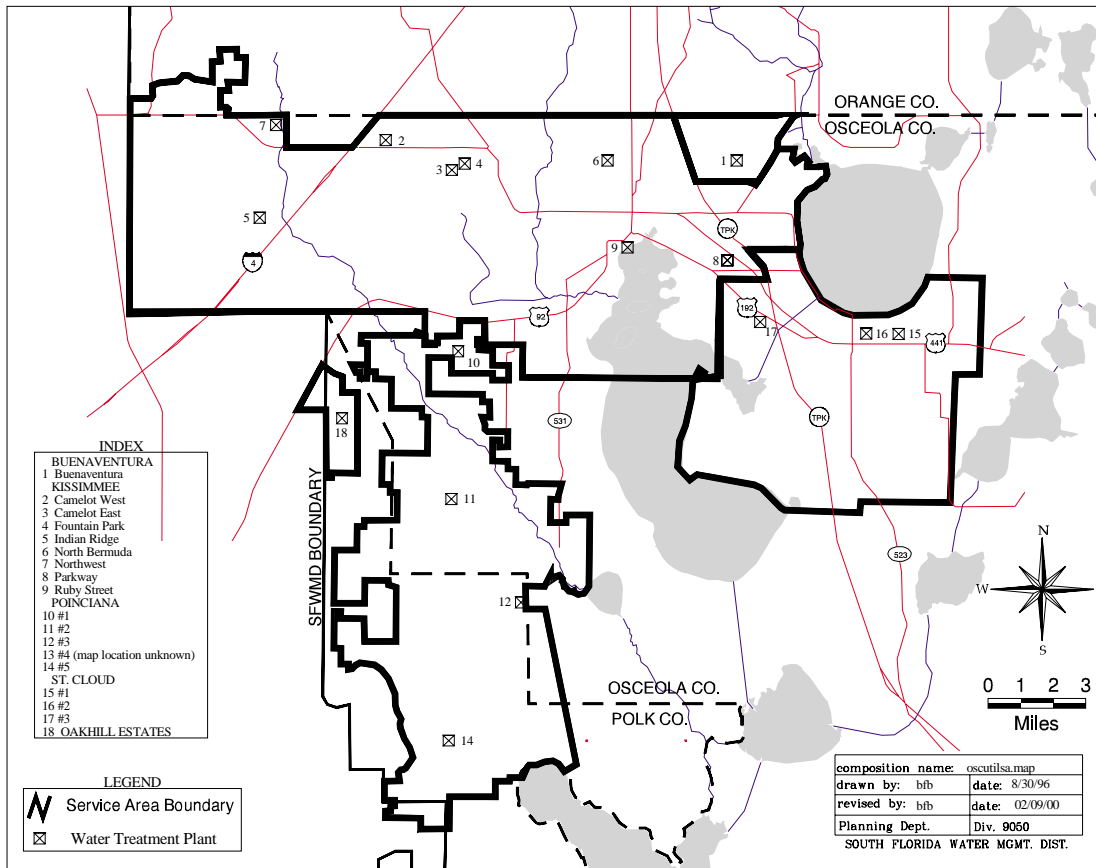 ORANGE CO.
OSCEOLA CO.
7
2
3
4
6
1
5
TPK
9
8
4
92
192
17
16
15
441
10
18
531
TPK
11
SFWMD BOUNDARY
523
12
14
OSCEOLA CO.
POLK CO.
INDEX
BUENAVENTURA
1 Buenaventura
KISSIMMEE
2 Camelot West
3 Camelot East
4 Fountain Park
5 Indian Ridge
6 North Bermuda
7 Northwest
8 Parkway
9 Ruby Street
POINCIANA
10 #1
11 #2
12 #3
13 #4 (map location unknown)
14 #5
ST. CLOUD
15 #1
16 #2
17 #3
18 OAKHILL ESTATES
LEGEND
Service Area Boundary
Water Treatment Plant
N
W
E
S
0 1 2 3
Miles
composition name: oscutilsa.map
drawn by: bfb date: 8/30/96
revised by: bfb date: 02/09/00
Planning Dept. Div. 9050
SOUTH FLORIDA WATER MGMT. DIST.